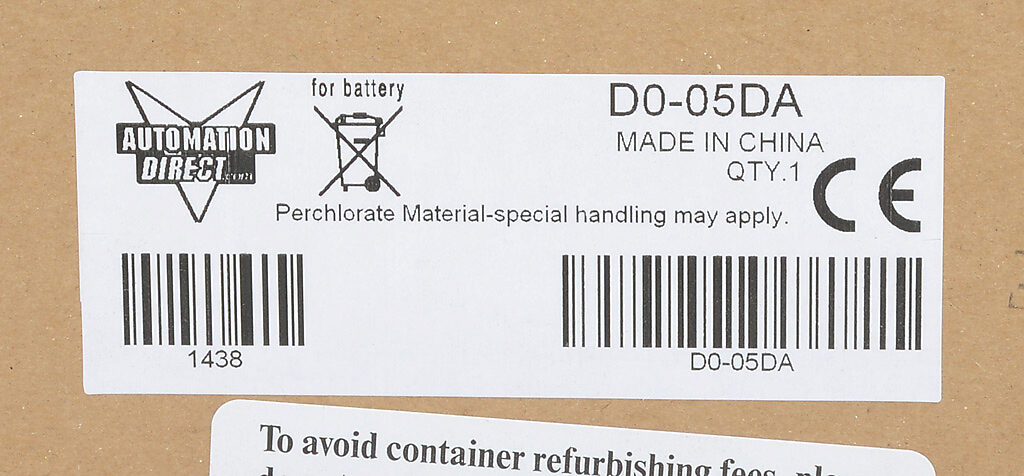 AUTOMATION
DIRECT.com
for battery
D0-05DA
MADE IN CHINA
QTY.1
CE
Perchlorate Material-special handling may apply.
1438
D0-05DA
To avoid container refurbishing fees,